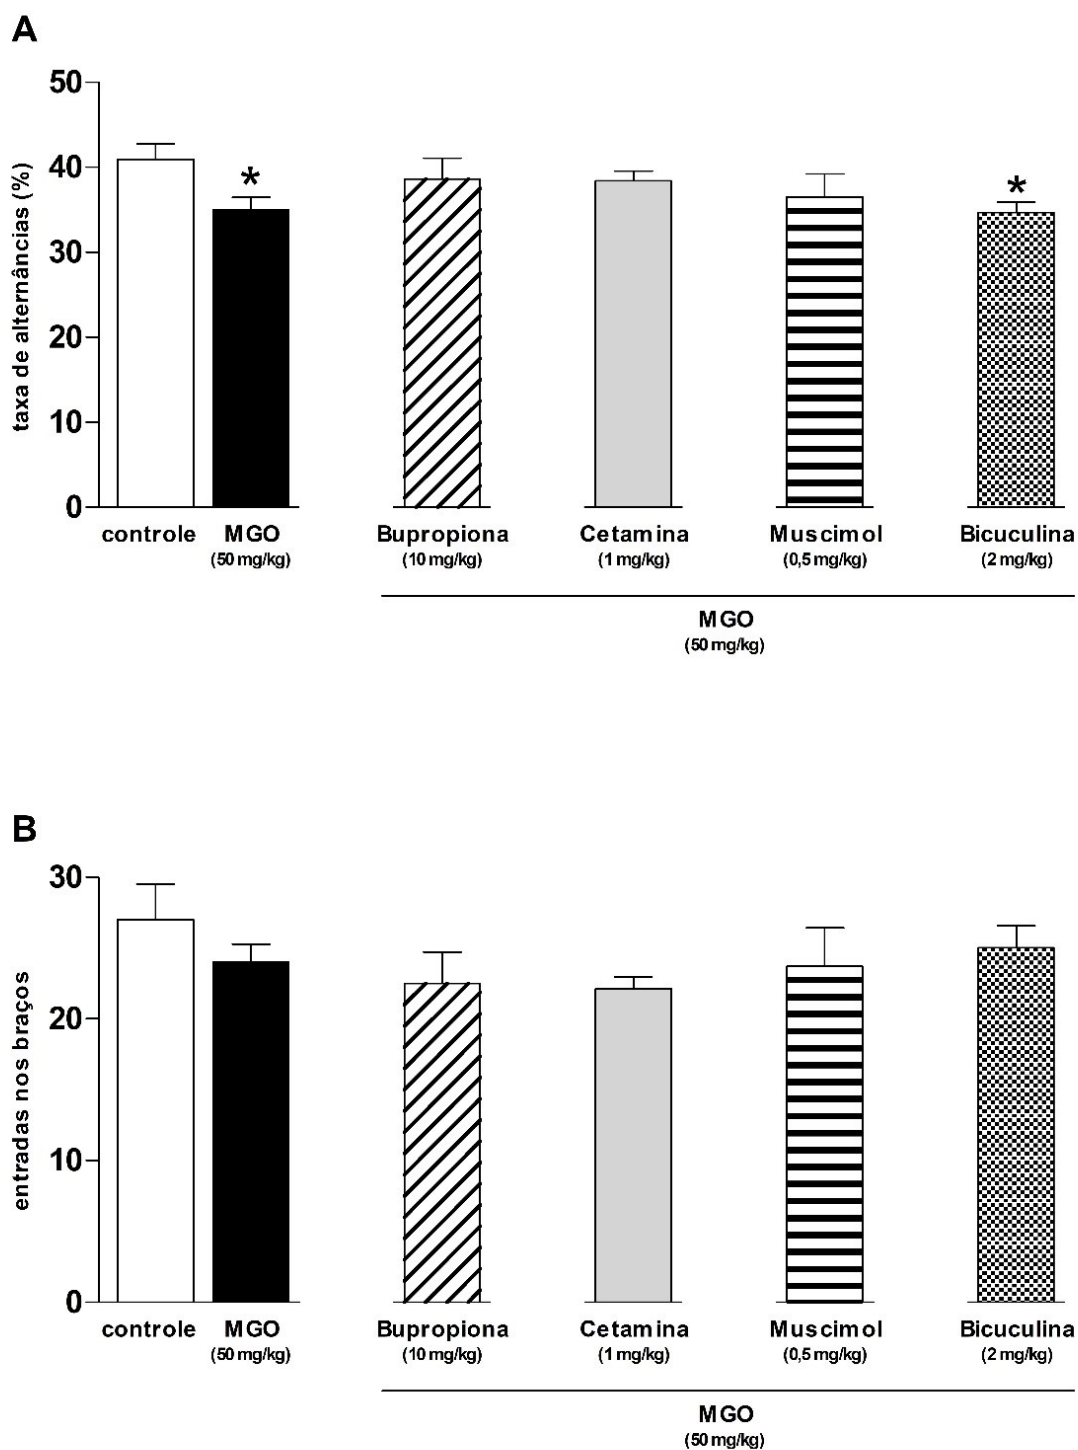 A
50
40
30
20
10
0
taxa de alternâncias (%)
*
*
controle MGO Bupropiona Cetamina Muscimol Bicuculina
(50 mg/kg) (10 mg/kg) (1 mg/kg) (0,5 mg/kg) (2 mg/kg)
MGO
(50 mg/kg)
B
30
20
10
0
entradas nos braços
controle MGO Bupropiona Cetamina Muscimol Bicuculina
(50 mg/kg) (10 mg/kg) (1 mg/kg) (0,5 mg/kg) (2 mg/kg)
MGO
(50 mg/kg)